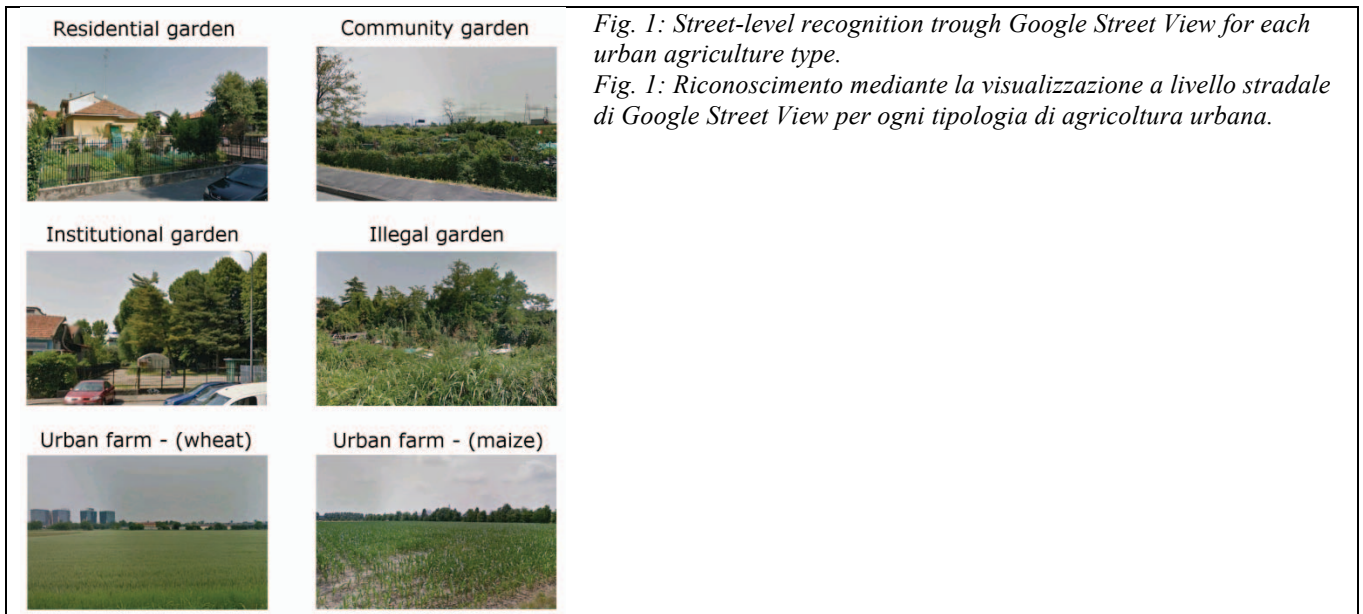 Residential garden
Community garden
Institutional garden
Illegal garden
Urban farm - (wheat)
Urban farm - (maize)
Fig. 1: Street-level recognition trough Google Street View for each
urban agriculture type.
Fig. 1: Riconoscimento mediante la visualizzazione a livello stradale
di Google Street View per ogni tipologia di agricoltura urbana.